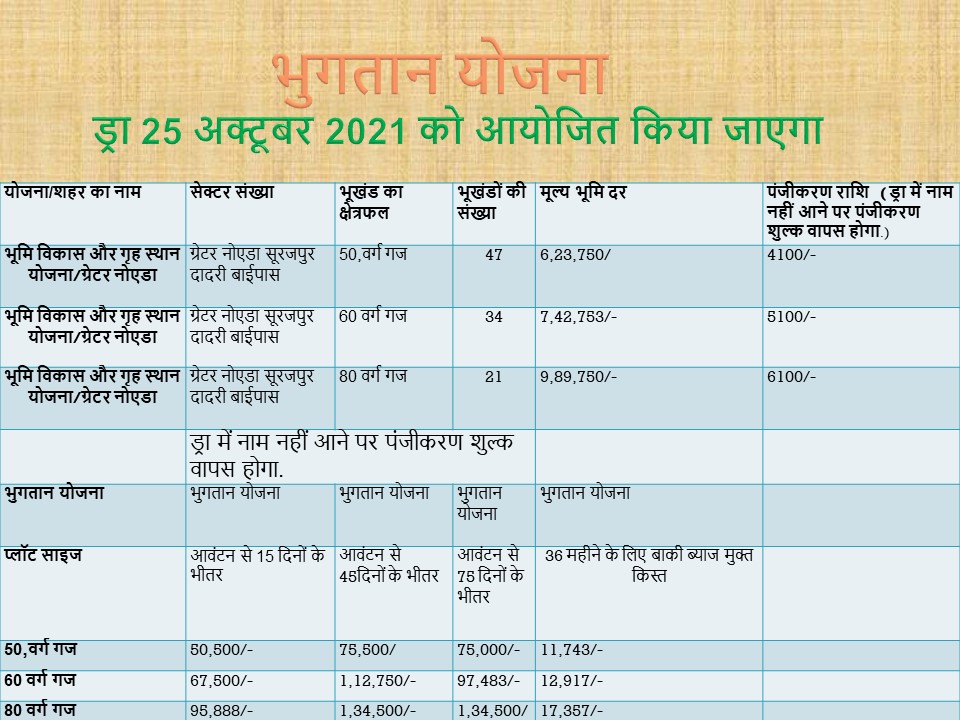 भुगतान योजना
ड्रा 25 अक्टूबर 2021 को आयोजित किया जाएगा
योजना/शहर का नाम सेक्टर संख्या भूखंड का क्षेत्रफल भूखंडों की संख्या मूल्य भूमि दर पंजीकरण राशि ( ड्रा में नाम नहीं आने पर पंजीकरण शुल्क वापस होगा.)
भूमि विकास और गृह स्थान योजना/ग्रेटर नोएडा ग्रेटर नोएडा सूरजपुर दादरी बाईपास 50,वर्ग गज 47 6,23,750/ 4100/-
भूमि विकास और गृह स्थान योजना/ग्रेटर नोएडा ग्रेटर नोएडा सूरजपुर दादरी बाईपास 60 वर्ग गज 34 7,42,753/- 5100/-
भूमि विकास और गृह स्थान योजना/ग्रेटर नोएडा ग्रेटर नोएडा सूरजपुर दादरी बाईपास 80 वर्ग गज 21 9,89,750/- 6100/-
ड्रा में नाम नहीं आने पर पंजीकरण शुल्क
वापस होगा.
भुगतान योजना भुगतान योजना भुगतान योजना भुगतान योजना भुगतान योजना
प्लॉट साइज आवंटन से 15 दिनों के भीतर आवंटन से 45दिनों के भीतर आवंटन से 75 दिनों के भीतर 36 महीने के लिए बाकी ब्याज मुक्त किस्त
50,वर्ग गज 50,500/- 75,500/ 75,000/- 11,743/-
60 वर्ग गज 67,500/- 1,12,750/- 97,483/- 12,917/-
80 वर्ग गज 95,888/- 1,34,500/- 1,34,500/ 17,357/-